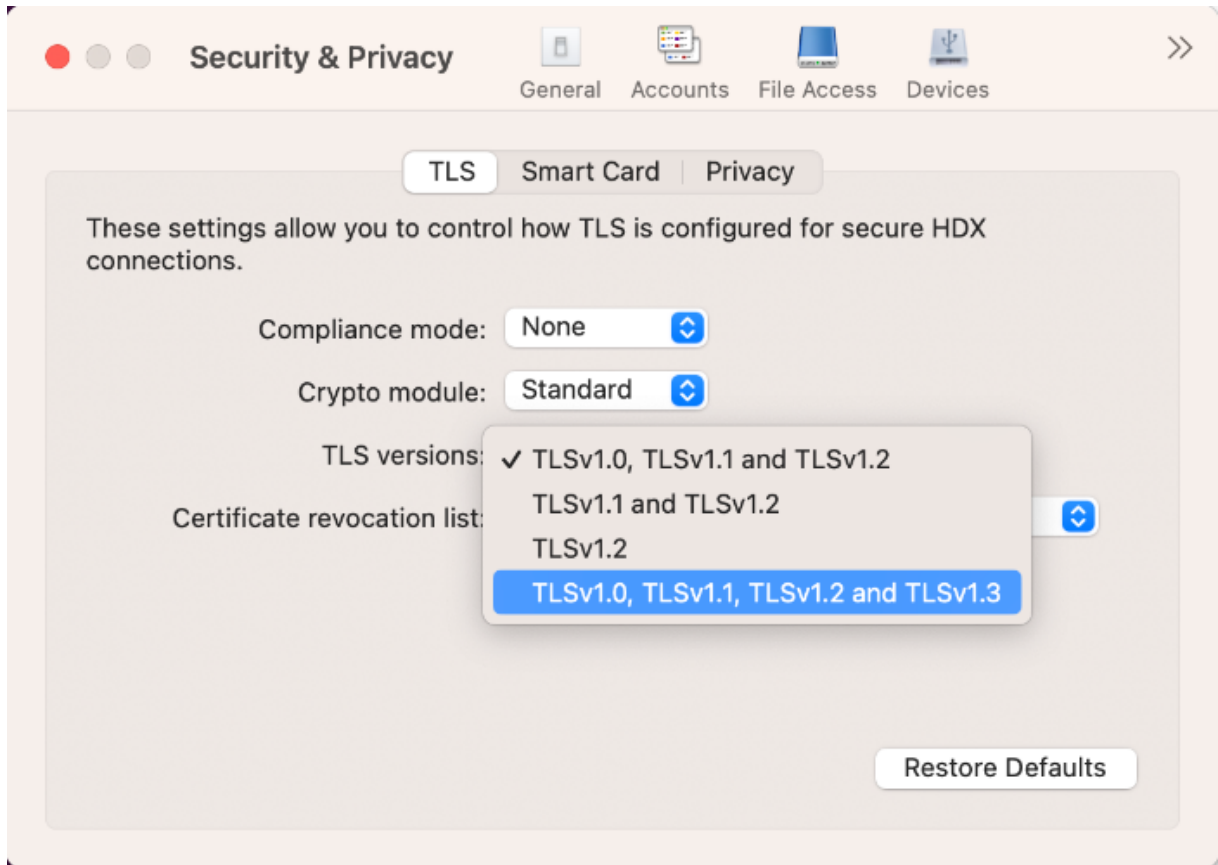 Security & Privacy
General Accounts File Access Devices
TLS Smart Card Privacy
These settings allow you to control how TLS is configured for secure HDX
connections.
Compliance mode: None
Crypto module: Standard
TLS versions: ✓ TLSv1.0, TLSv1.1 and TLSv1.2
TLSv1.1 and TLSv1.2
Certificate revocation list:
TLSv1.2
TLSv1.0, TLSv1.1, TLSv1.2 and TLSv1.3
Restore Defaults